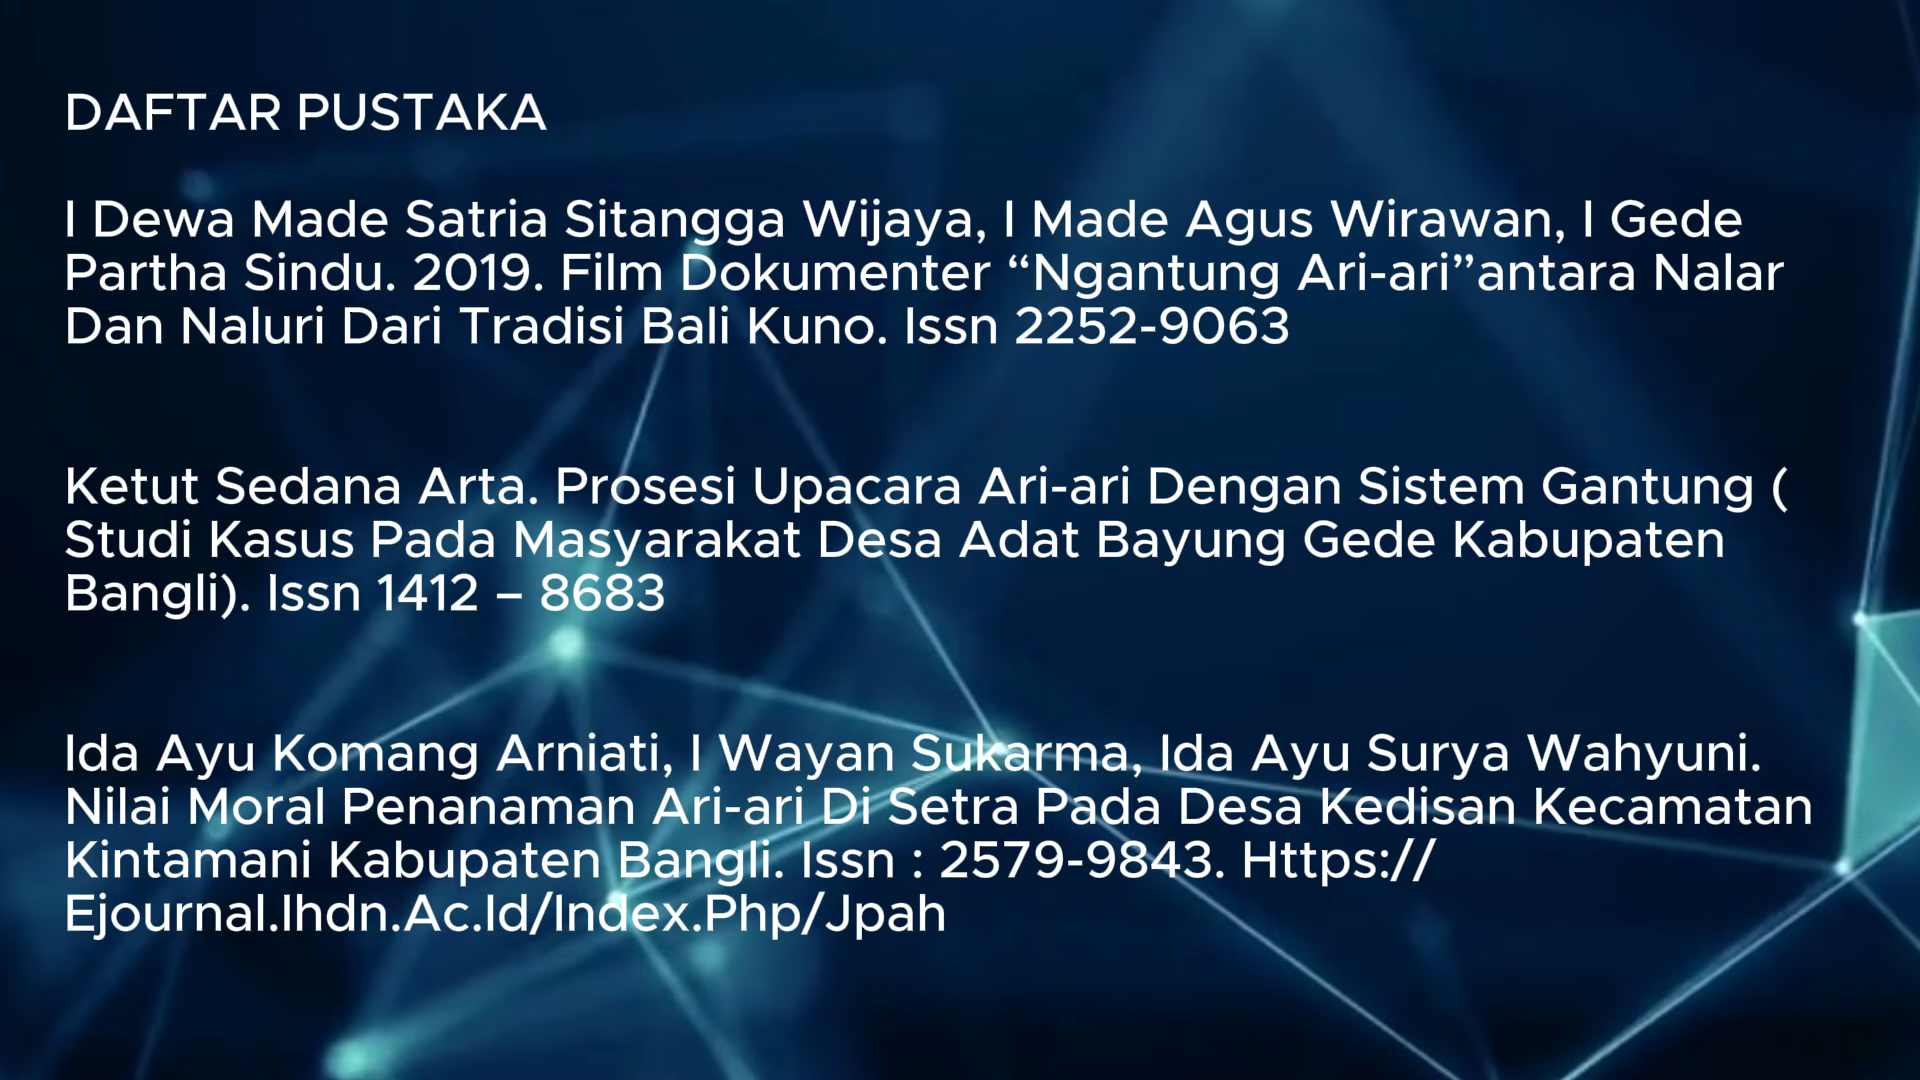 DAFTAR PUSTAKA
I Dewa Made Satria Sitangga Wijaya, I Made Agus Wirawan, I Gede
Partha Sindu. 2019. Film Dokumenter “Ngantung Ari-ari”antara Nalar
Dan Naluri Dari Tradisi Bali Kuno. Issn 2252-9063
Ketut Sedana Arta. Prosesi Upacara Ari-ari Dengan Sistem Gantung (
Studi Kasus Pada Masyarakat Desa Adat Bayung Gede Kabupaten
Bangli). Issn 1412 – 8683
Ida Ayu Komang Arniati, I Wayan Sukarma, Ida Ayu Surya Wahyuni.
Nilai Moral Penanaman Ari-ari Di Setra Pada Desa Kedisan Kecamatan
Kintamani Kabupaten Bangli. Issn : 2579-9843. Https://
Ejournal.Ihdn.Ac.Id/Index.Php/Jpah